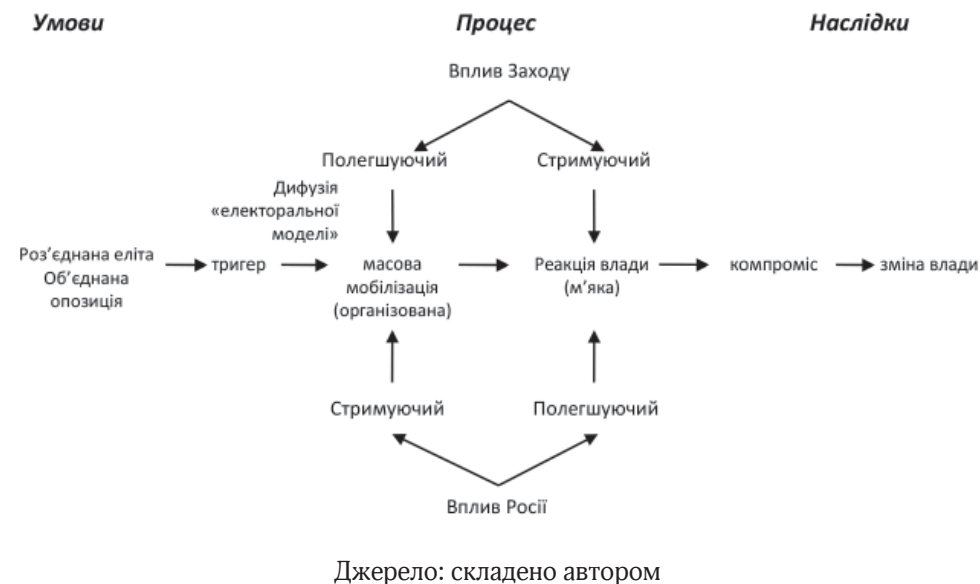 Умови Процес Наслідки
Вплив Заходу
Полегшуючий Стримуючий
Дифузія
«електоральної
моделі»
Роз’єднана еліта
Об’єднана
опозиція
тригер
масова
мобілізація
(організована)
Реакція влади
(м’яка)
компроміс
зміна влади
Стримуючий Полегшуючий
Вплив Росії
Джерело: складено автором